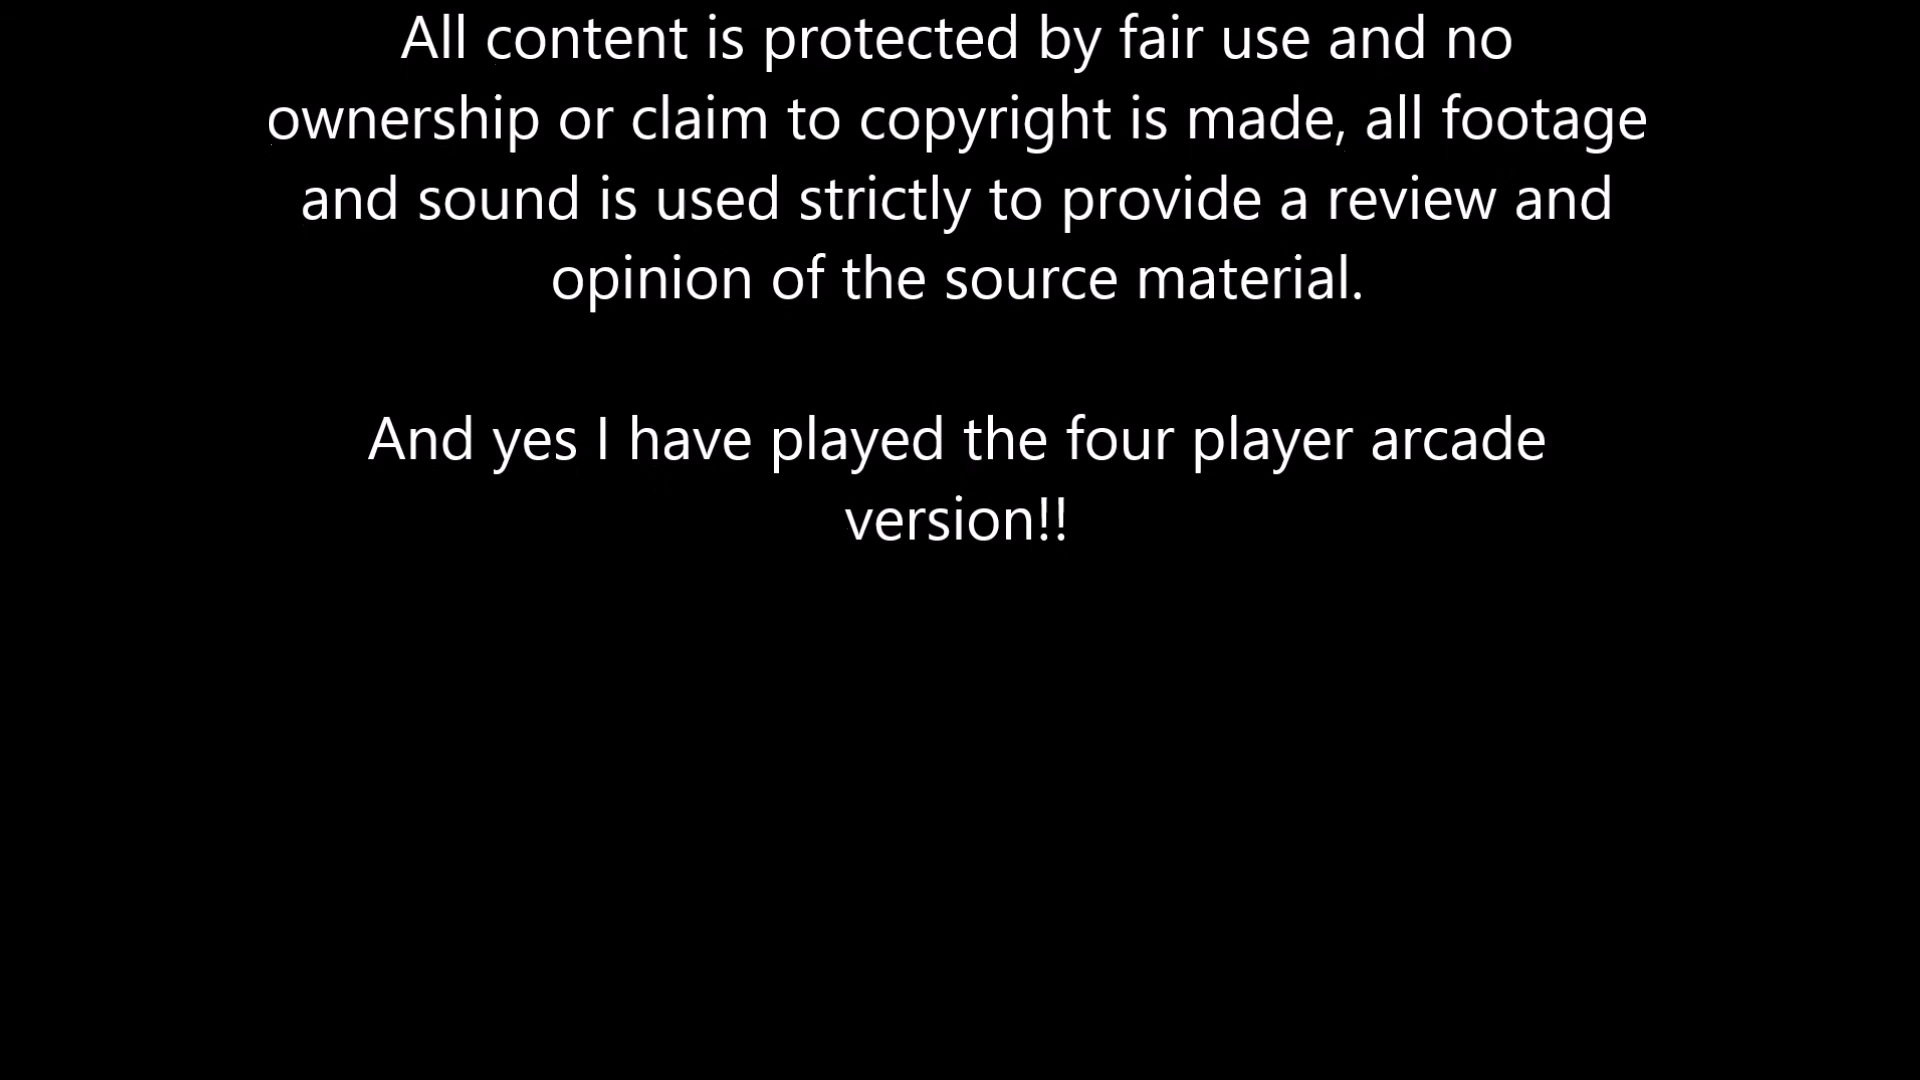 All content is protected by fair use and no
ownership or claim to copyright is made, all footage
and sound is used strictly to provide a review and
opinion of the source material.
And yes I have played the four player arcade
version!!